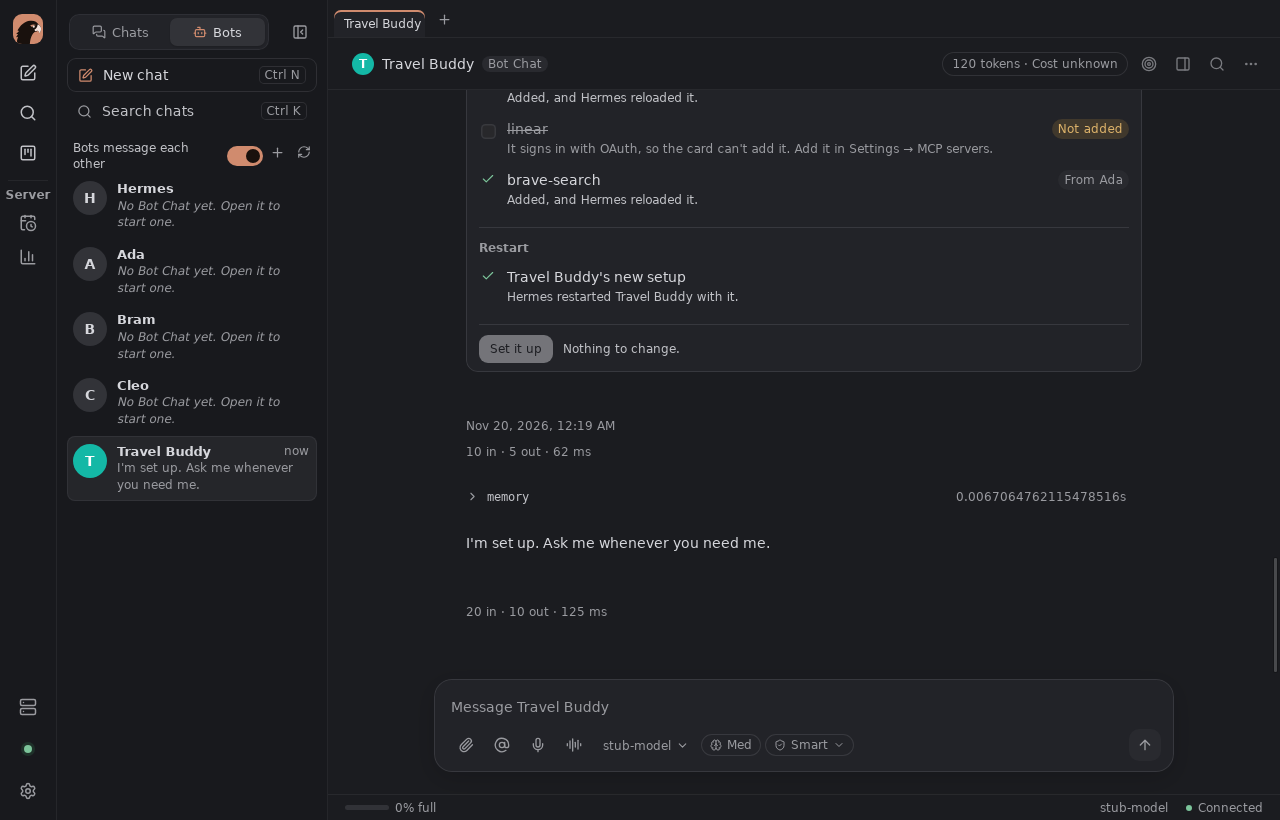 Chats
Bots
New chat
Ctrl N
Search chats
Ctrl K
Bots message each
other
Server
H
Hermes
No Bot Chat yet. Open it to
start one.
A
Ada
No Bot Chat yet. Open it to
start one.
B
Bram
No Bot Chat yet. Open it to
start one.
C
Cleo
No Bot Chat yet. Open it to
start one.
T
Travel Buddy
now
I'm set up. Ask me whenever
you need me.
Travel Buddy
T
Travel Buddy
Bot Chat
120 tokens · Cost unknown
Added, and Hermes reloaded it.
linear
Not added
It signs in with OAuth, so the card can't add it. Add it in Settings → MCP servers.
brave-search
From Ada
Added, and Hermes reloaded it.
Restart
Travel Buddy's new setup
Hermes restarted Travel Buddy with it.
Set it up
Nothing to change.
Nov 20, 2026, 12:19 AM
10 in · 5 out · 62 ms
memory
0.0067064762115478516s
I'm set up. Ask me whenever you need me.
20 in · 10 out · 125 ms
Message Travel Buddy
stub-model
Med
Smart
0% full
stub-model
Connected